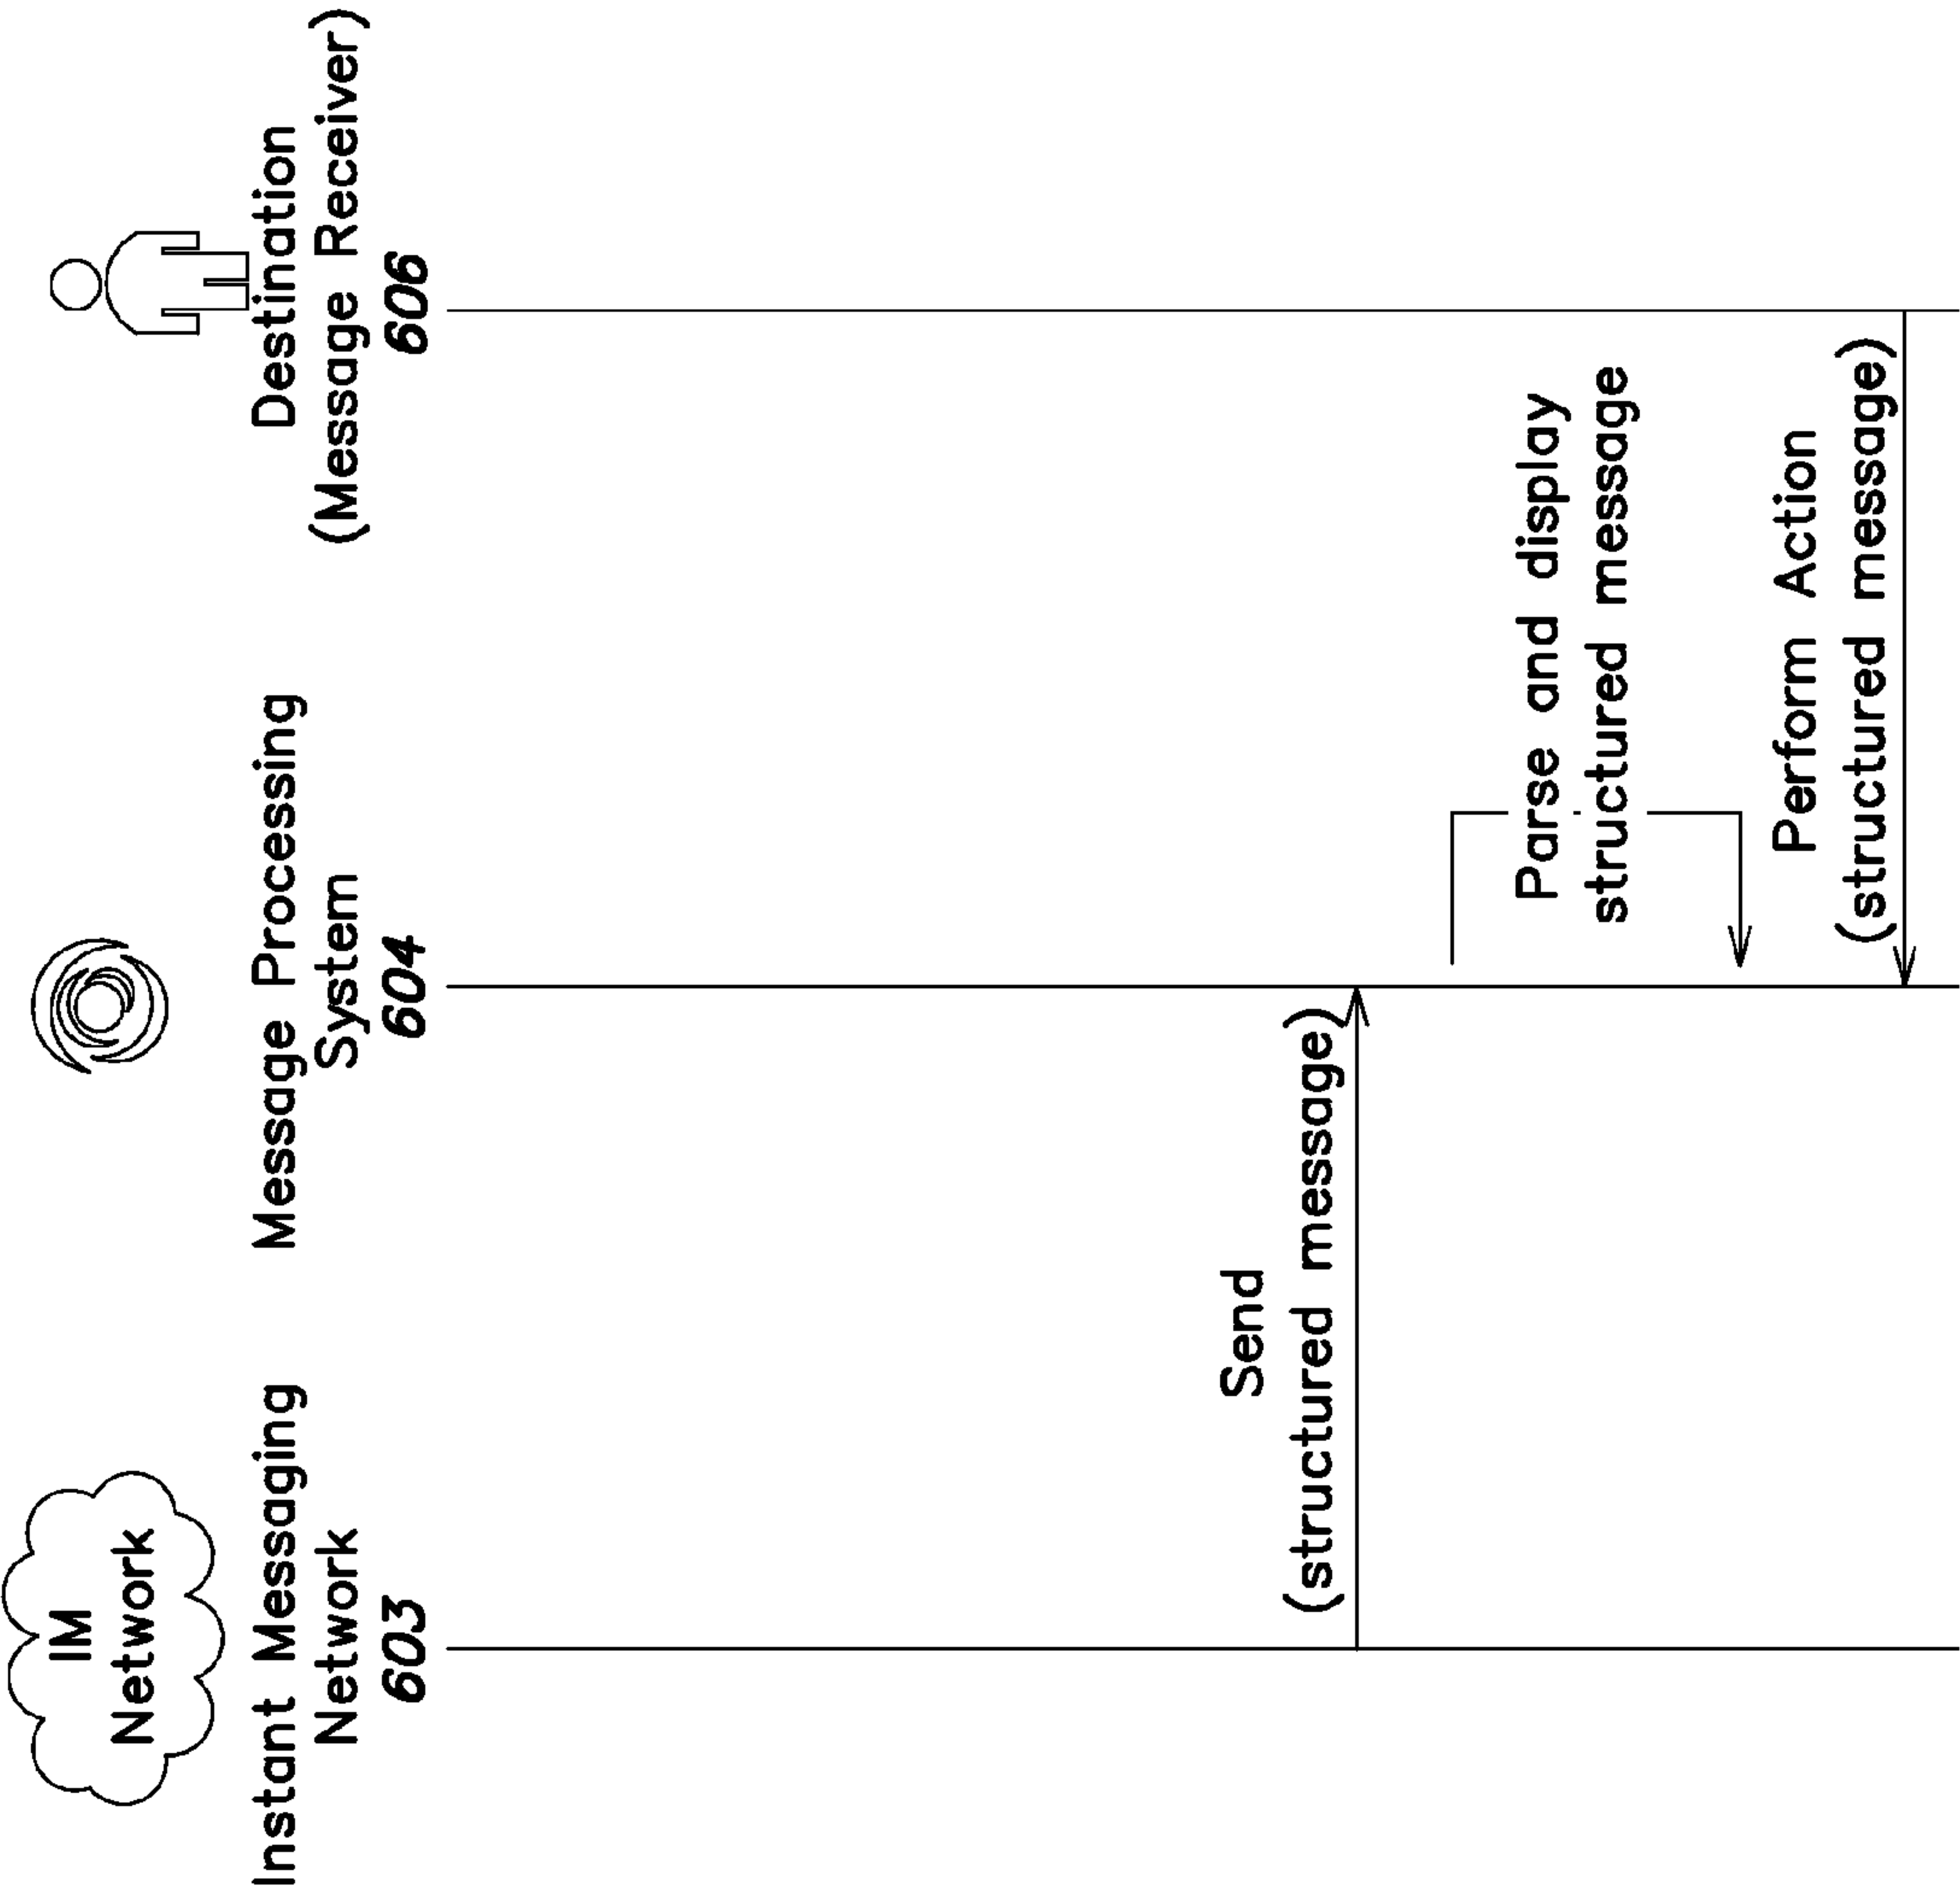 IM
Network
Instant Messaging
Network
603
Message Processing
System
604
Destination
(Message Receiver)
606
Send
(structured message)
Parse and display
structured message
Perform Action
(structured message)